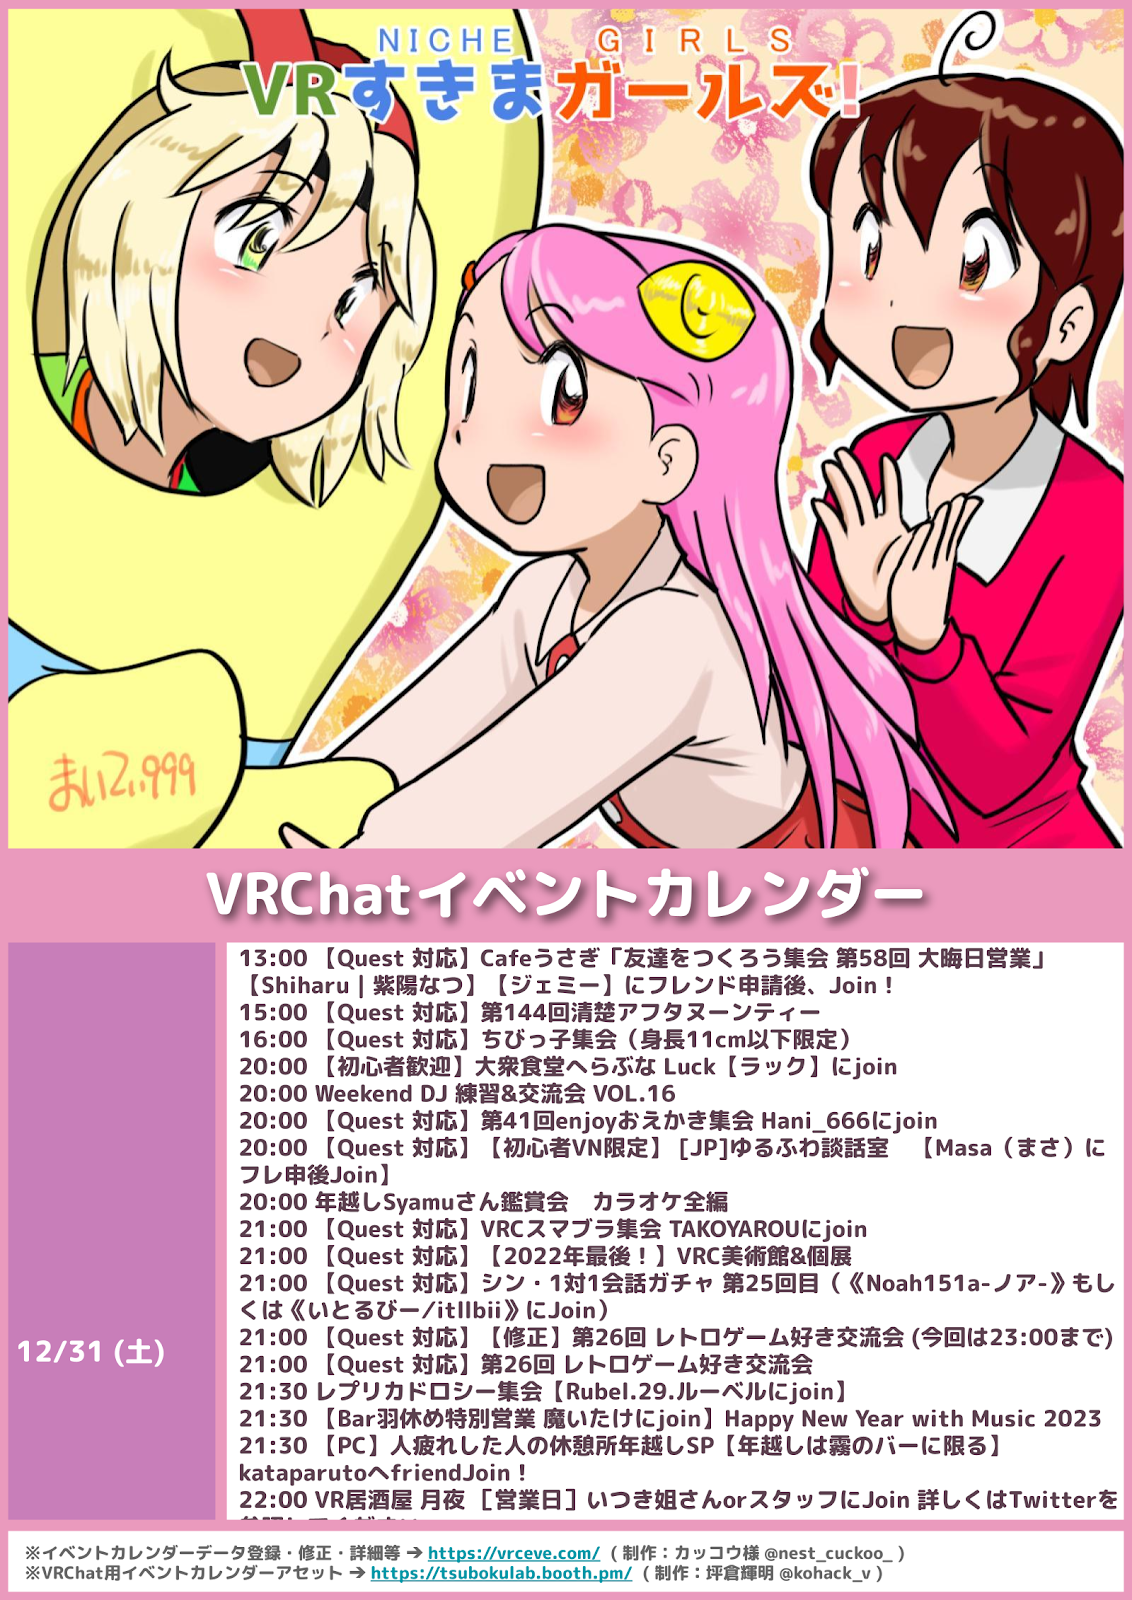 NICHE GIRLS
VRすきまガールズ!
まいてい999
VRChatイベントカレンダー
12/31 (土)
13:00 【Quest 対応】Cafeうさぎ「友達をつくろう集会 第58回 大晦日営業」
【Shiharu | 紫陽なつ】【ジェミー】にフレンド申請後、Join！
15:00 【Quest 対応】第144回清楚アフタヌーンティー
16:00 【Quest 対応】ちびっ子集会（身長11cm以下限定）
20:00 【初心者歓迎】大衆食堂へらぶな Luck【ラック】にjoin
20:00 Weekend DJ 練習&交流会 VOL.16
20:00 【Quest 対応】第41回enjoyおえかき集会 Hani_666にjoin
20:00 【Quest 対応】【初心者VN限定】 [JP]ゆるふわ談話室　【Masa（まさ）に
フレ申後Join】
20:00 年越しSyamuさん鑑賞会　カラオケ全編
21:00 【Quest 対応】VRCスマブラ集会 TAKOYAROUにjoin
21:00 【Quest 対応】【2022年最後！】VRC美術館&個展
21:00 【Quest 対応】シン・1対1会話ガチャ 第25回目（《Noah151a-ノア-》もし
くは《いとるびー/itllbii》にJoin）
21:00 【Quest 対応】【修正】第26回 レトロゲーム好き交流会 (今回は23:00まで)
21:00 【Quest 対応】第26回 レトロゲーム好き交流会
21:30 レプリカドロシー集会【Rubel.29.ルーベルにjoin】
21:30 【Bar羽休め特別営業 魔いたけにjoin】Happy New Year with Music 2023
21:30 【PC】人疲れした人の休憩所年越しSP【年越しは霧のバーに限る】
kataparutoへfriendJoin！
22:00 VR居酒屋 月夜 ［営業日］いつき姐さんorスタッフにJoin 詳しくはTwitterを
※イベントカレンダーデータ登録・修正・詳細等 ➔ https://vrceve.com/ ( 制作：カッコウ様 @nest_cuckoo_ )
※VRChat用イベントカレンダーアセット ➔ https://tsubokulab.booth.pm/ ( 制作：坪倉輝明 @kohack_v )